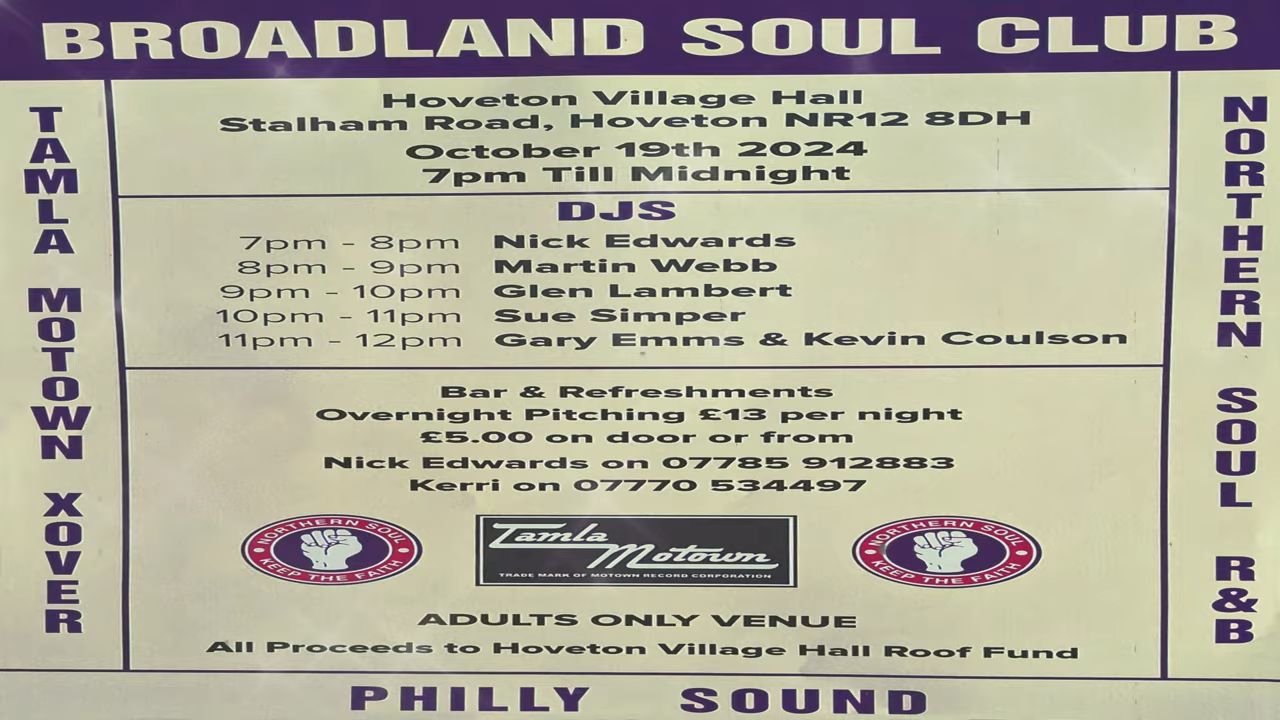 BROADLAND SOUL CLUB
TAMLA MOTOWN XOVER
Hoveton Village Hall
Stalham Road, Hoveton NR12 8DH
October 19th 2024
7pm Till Midnight
DJS
7pm - 8pm Nick Edwards
8pm - 9pm Martin Webb
9pm - 10pm Glen Lambert
10pm - 11pm Sue Simper
11pm - 12pm Gary Emms & Kevin Coulson
Bar & Refreshments
Overnight Pitching £13 per night
£5.00 on door or from
Nick Edwards on 07785 912883
Kerri on 07770 534497
NORTHERN SOUL
KEEP THE FAITH
Tamla Motown
TRADE MARK OF MOTOWN RECORD CORPORATION
NORTHERN SOUL
KEEP THE FAITH
ADULTS ONLY VENUE
All Proceeds to Hoveton Village Hall Roof Fund
NORTHERN SOUL R&B
PHILLY SOUND